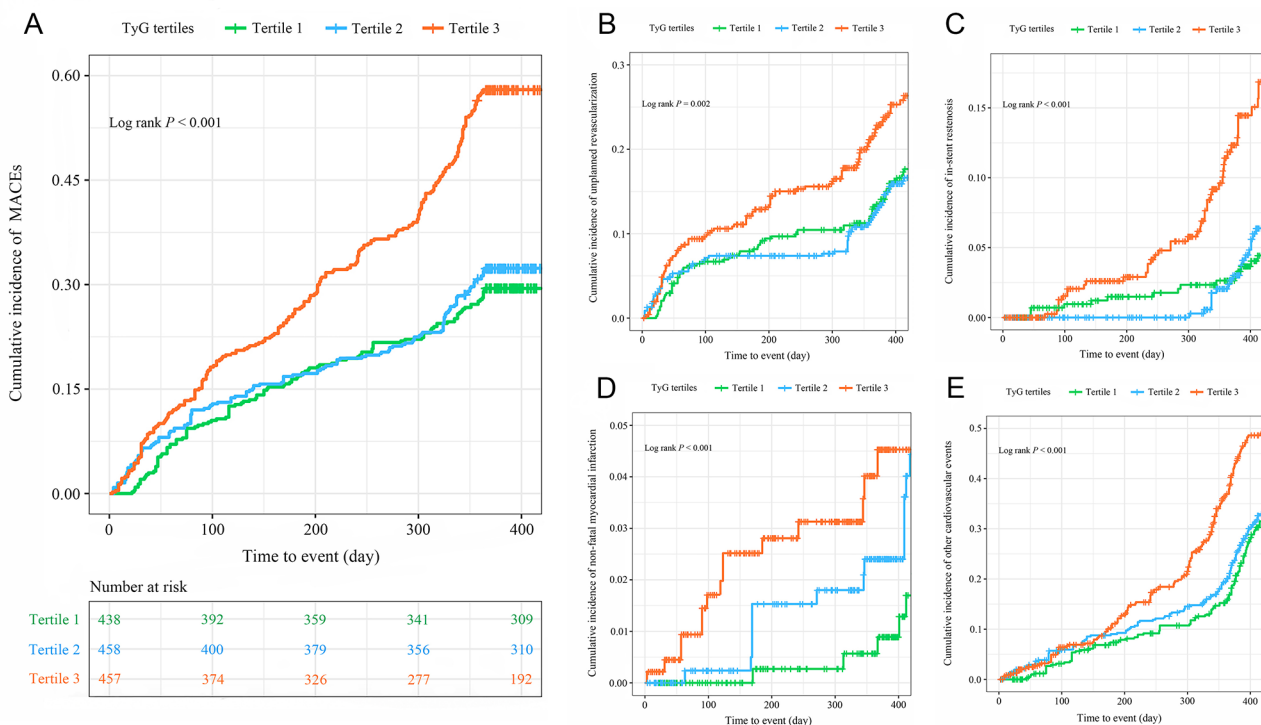 A
TyG tertiles Tertile 1 Tertile 2 Tertile 3
0.60
0.45
0.30
0.15
0.00
Cumulative incidence of MACEs
Log rank P < 0.001
0 100 200 300 400
Time to event (day)
Number at risk
Tertile 1 438 392 359 341 309
Tertile 2 458 400 379 356 310
Tertile 3 457 374 326 277 192
B
TyG tertiles Tertile 1 Tertile 2 Tertile 3
0.3
0.2
0.1
0.0
Cumulative incidence of unplanned revascularization
Log rank P = 0.002
0 100 200 300 400
Time to event (day)
C
TyG tertiles Tertile 1 Tertile 2 Tertile 3
0.15
0.10
0.05
0.00
Cumulative incidence of in-stent restenosis
Log rank P < 0.001
0 100 200 300 400
Time to event (day)
D
TyG tertiles Tertile 1 Tertile 2 Tertile 3
0.05
0.04
0.03
0.02
0.01
0.00
Cumulative incidence of non-fatal myocardial infarction
Log rank P < 0.001
0 100 200 300 400
Time to event (day)
E
TyG tertiles Tertile 1 Tertile 2 Tertile 3
0.5
0.4
0.3
0.2
0.1
0.0
Cumulative incidence of other cardiovascular events
Log rank P < 0.001
0 100 200 300 400
Time to event (day)